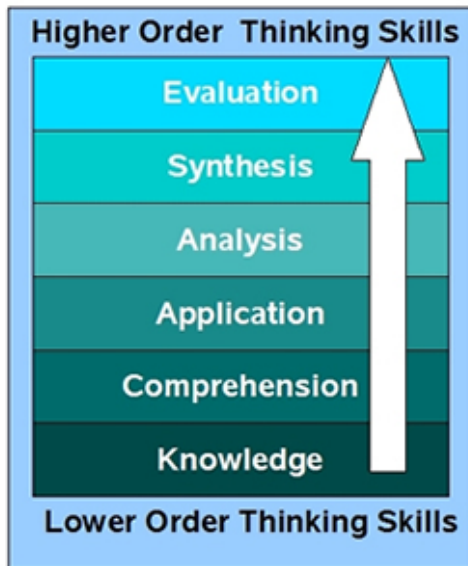 Higher Order Thinking Skills
Evaluation
Synthesis
Analysis
Application
Comprehension
Knowledge
Lower Order Thinking Skills